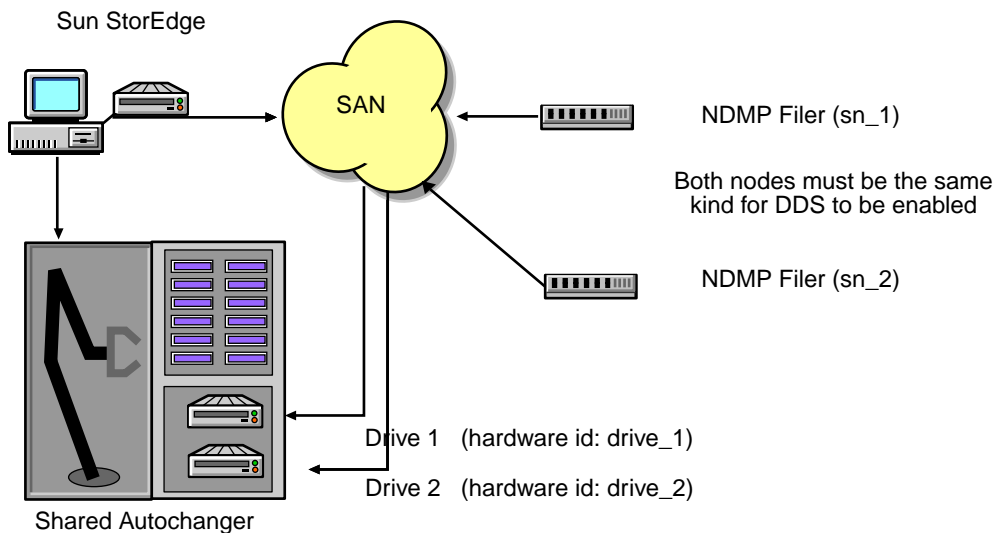 Sun StorEdge
SAN
NDMP Filer (sn_1)
Both nodes must be the same
kind for DDS to be enabled
NDMP Filer (sn_2)
Drive 1 (hardware id: drive_1)
Drive 2 (hardware id: drive_2)
Shared Autochanger